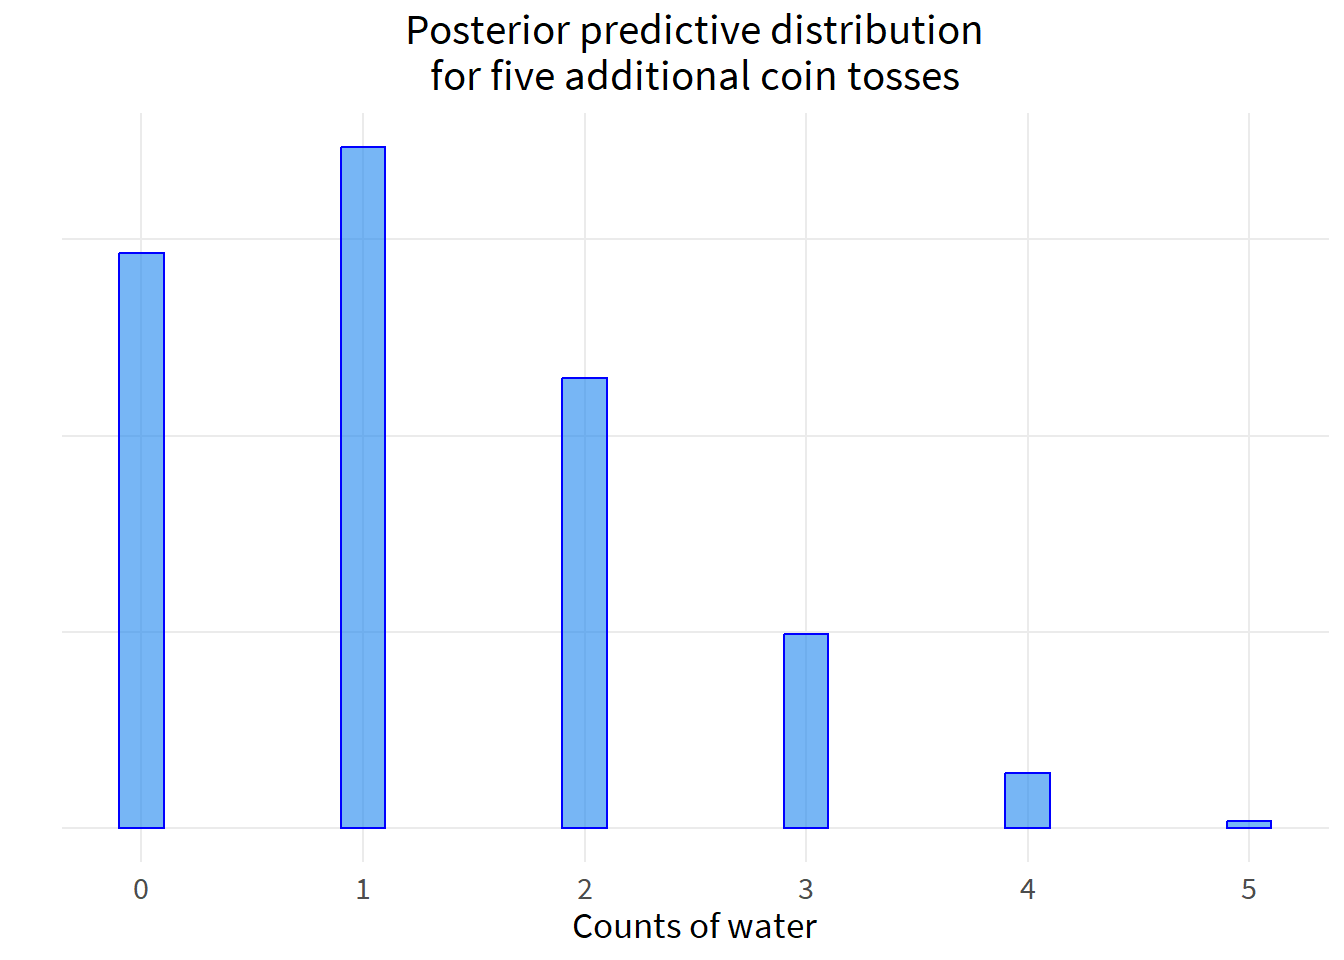 Posterior predictive distribution
for five additional coin tosses
0 1 2 3 4 5
Counts of water